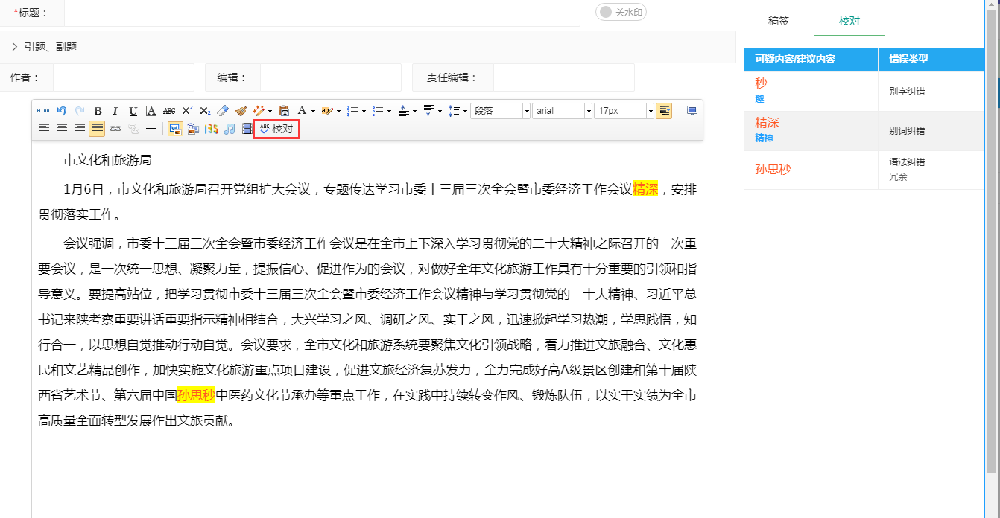 *标题：
关水印
稿签 校对
引题、副题
可疑内容/建议内容 错误类型
作者： 编辑： 责任编辑：
秒
邈
别字纠错
HTML B I U A ABC X² X₂ A ab 段落 arial 17px
精深
精神
别词纠错
W ABC 校对
孙思秒
语法纠错
冗余
市文化和旅游局
1月6日，市文化和旅游局召开党组扩大会议，专题传达学习市委十三届三次全会暨市委经济工作会议精深，安排
贯彻落实工作。
会议强调，市委十三届三次全会暨市委经济工作会议是在全市上下深入学习贯彻党的二十大精神之际召开的一次重
要会议，是一次统一思想、凝聚力量，提振信心、促进作为的会议，对做好全年文化旅游工作具有十分重要的引领和指
导意义。要提高站位，把学习贯彻市委十三届三次全会暨市委经济工作会议精神与学习贯彻党的二十大精神、习近平总
书记来陕考察重要讲话重要指示精神相结合，大兴学习之风、调研之风、实干之风，迅速掀起学习热潮，学思践悟，知
行合一，以思想自觉推动行动自觉。会议要求，全市文化和旅游系统要聚焦文化引领战略，着力推进文旅融合、文化惠
民和文艺精品创作，加快实施文化旅游重点项目建设，促进文旅经济复苏发力，全力完成好高A级景区创建和第十届陕
西省艺术节、第六届中国孙思秒中医药文化节承办等重点工作，在实践中持续转变作风、锻炼队伍，以实干实绩为全市
高质量全面转型发展作出文旅贡献。